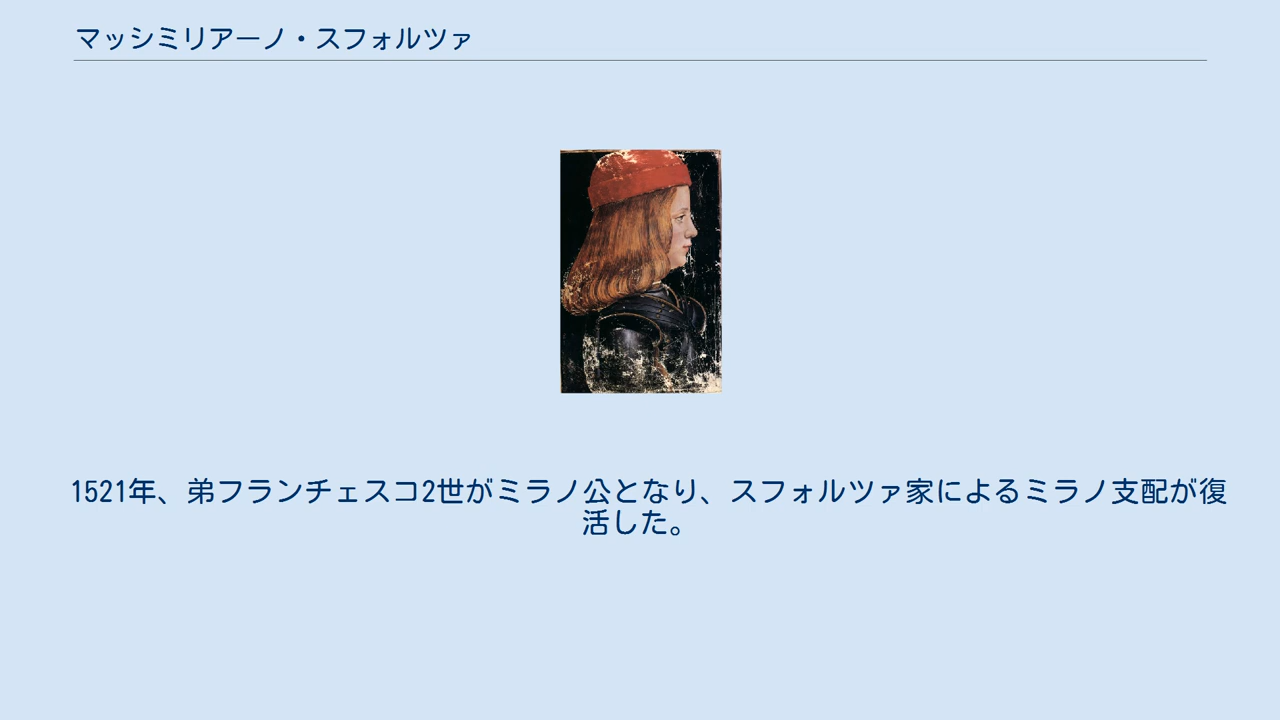 マッシミリアーノ・スフォルツァ
1521年、弟フランチェスコ2世がミラノ公となり、スフォルツァ家によるミラノ支配が復
活した。